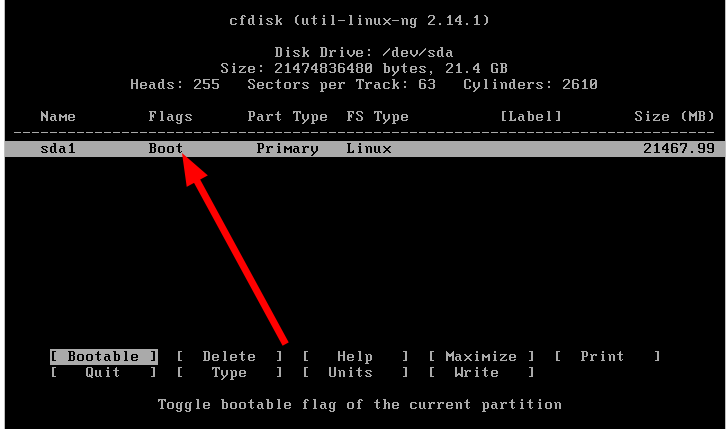 cfdisk (util-linux-ng 2.14.1)
Disk Drive: /dev/sda
Size: 21474836480 bytes, 21.4 GB
Heads: 255   Sectors per Track: 63   Cylinders: 2610
Name        Flags      Part Type  FS Type          [Label]        Size (MB)
sda1        Boot        Primary   Linux                            21467.99
[ Bootable ]  [  Delete  ]  [   Help   ]  [ Maximize ]  [  Print   ]
[   Quit   ]  [   Type   ]  [  Units   ]  [  Write   ]
Toggle bootable flag of the current partition